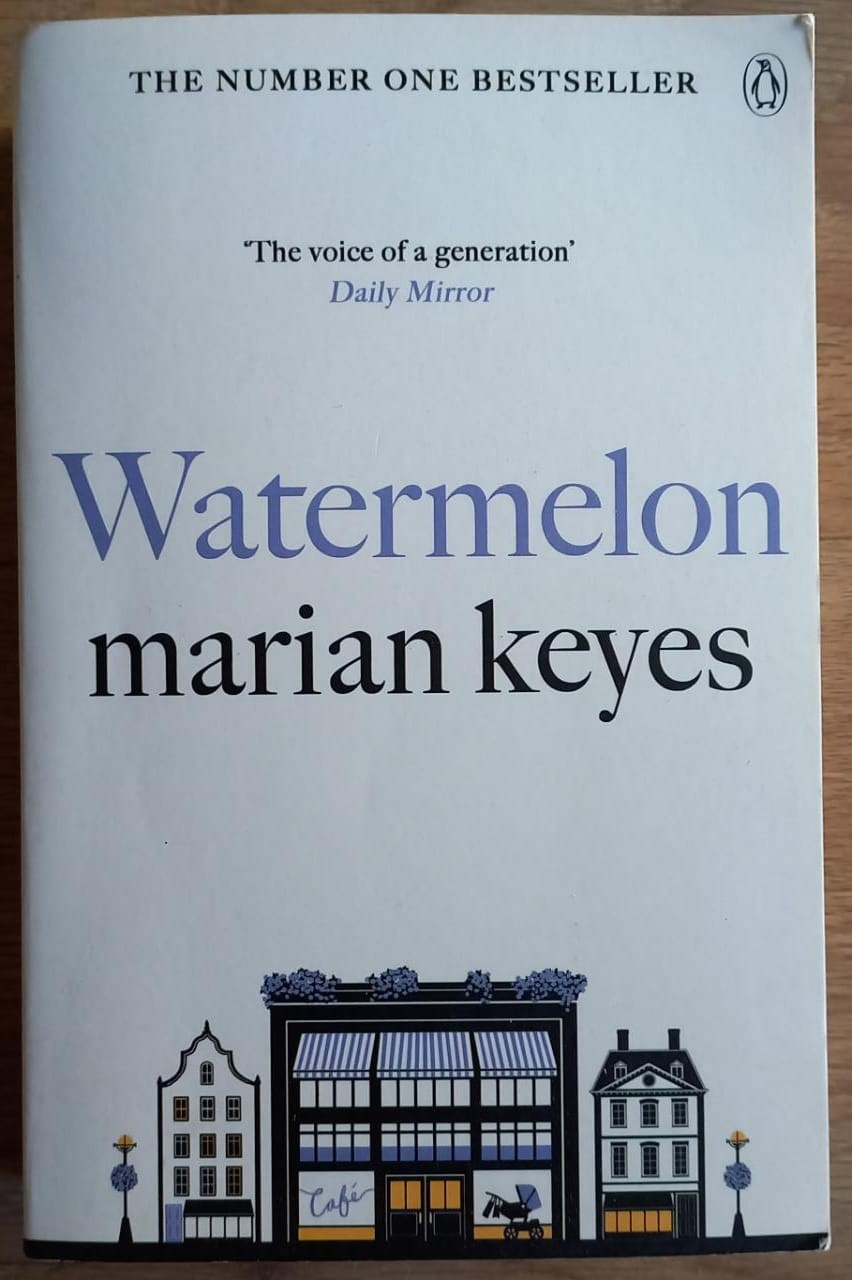 THE NUMBER ONE BESTSELLER
‘The voice of a generation’
Daily Mirror
Watermelon
marian keyes
Café